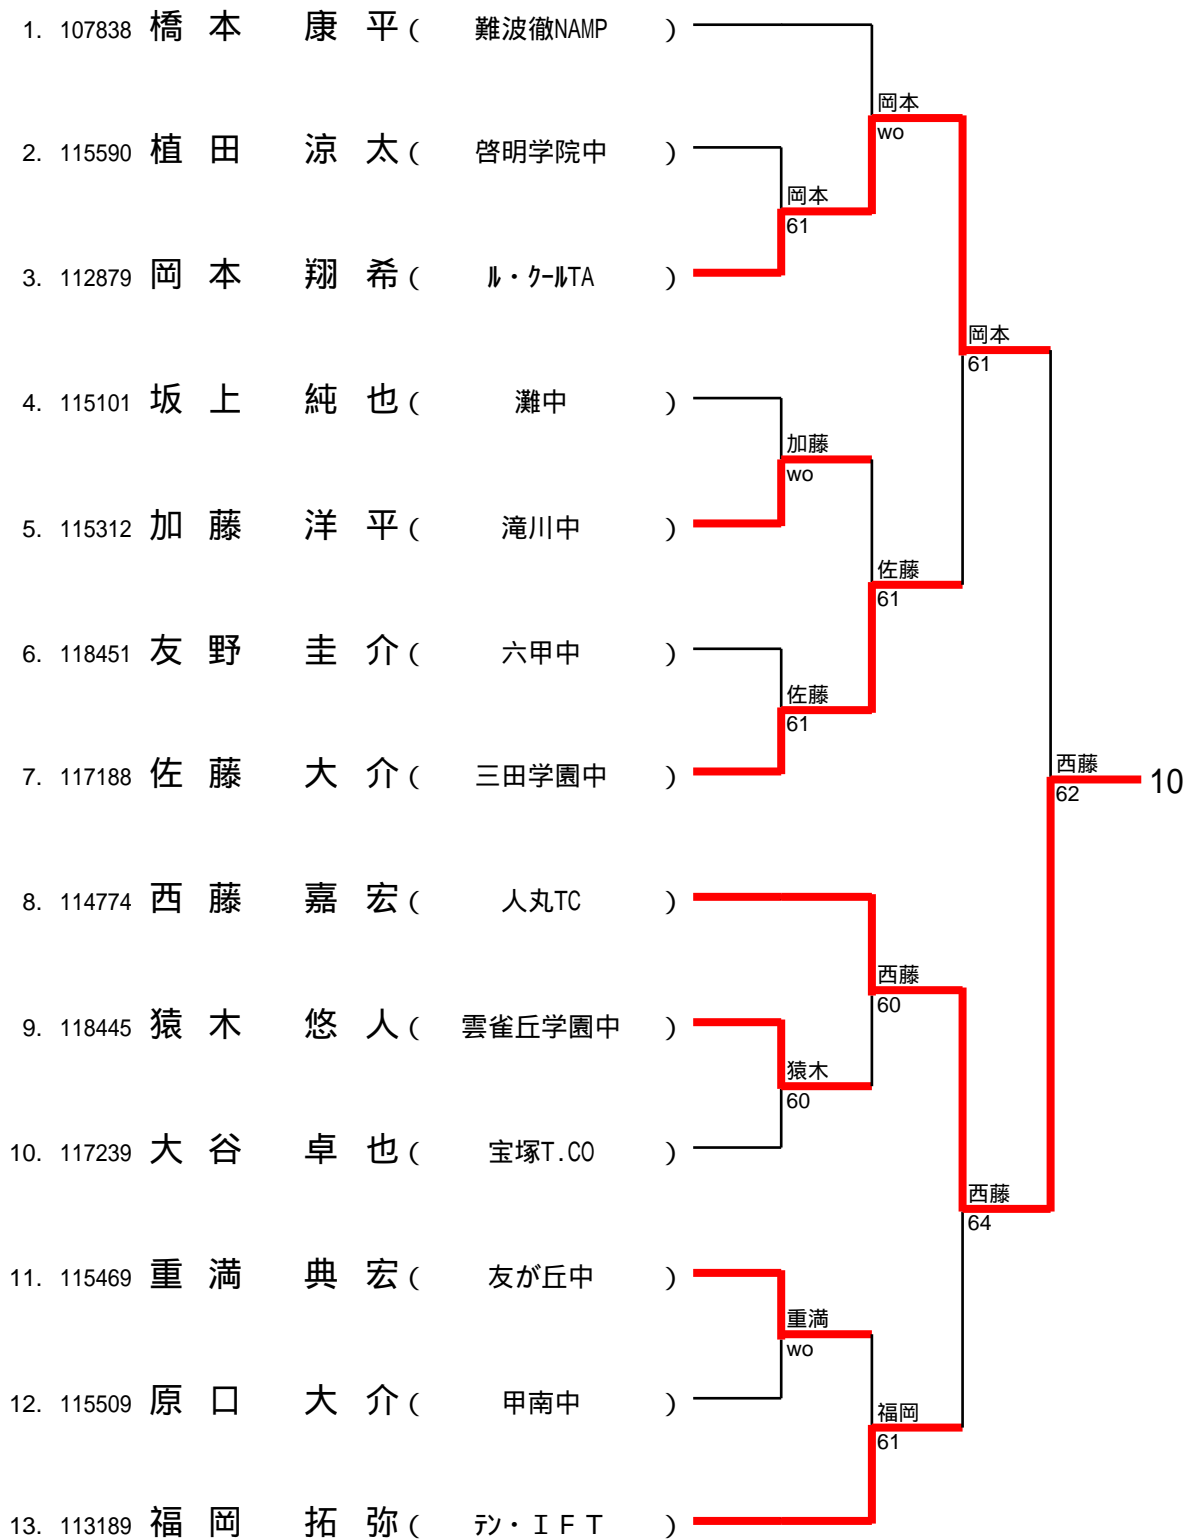 1. 107838 橋本 康平 ( 難波徹NAMP )
岡本
wo
2. 115590 植田 涼太 ( 啓明学院中 )
岡本
61
3. 112879 岡本 翔希 ( ル・クールTA )
岡本
61
4. 115101 坂上 純也 ( 灘中 )
加藤
wo
5. 115312 加藤 洋平 ( 滝川中 )
佐藤
61
6. 118451 友野 圭介 ( 六甲中 )
佐藤
61
7. 117188 佐藤 大介 ( 三田学園中 )
西藤
62
10
8. 114774 西藤 嘉宏 ( 人丸TC )
西藤
60
9. 118445 猿木 悠人 ( 雲雀丘学園中 )
猿木
60
10. 117239 大谷 卓也 ( 宝塚T.CO )
西藤
64
11. 115469 重満 典宏 ( 友が丘中 )
重満
wo
12. 115509 原口 大介 ( 甲南中 )
福岡
61
13. 113189 福岡 拓弥 ( テン・ＩＦＴ )